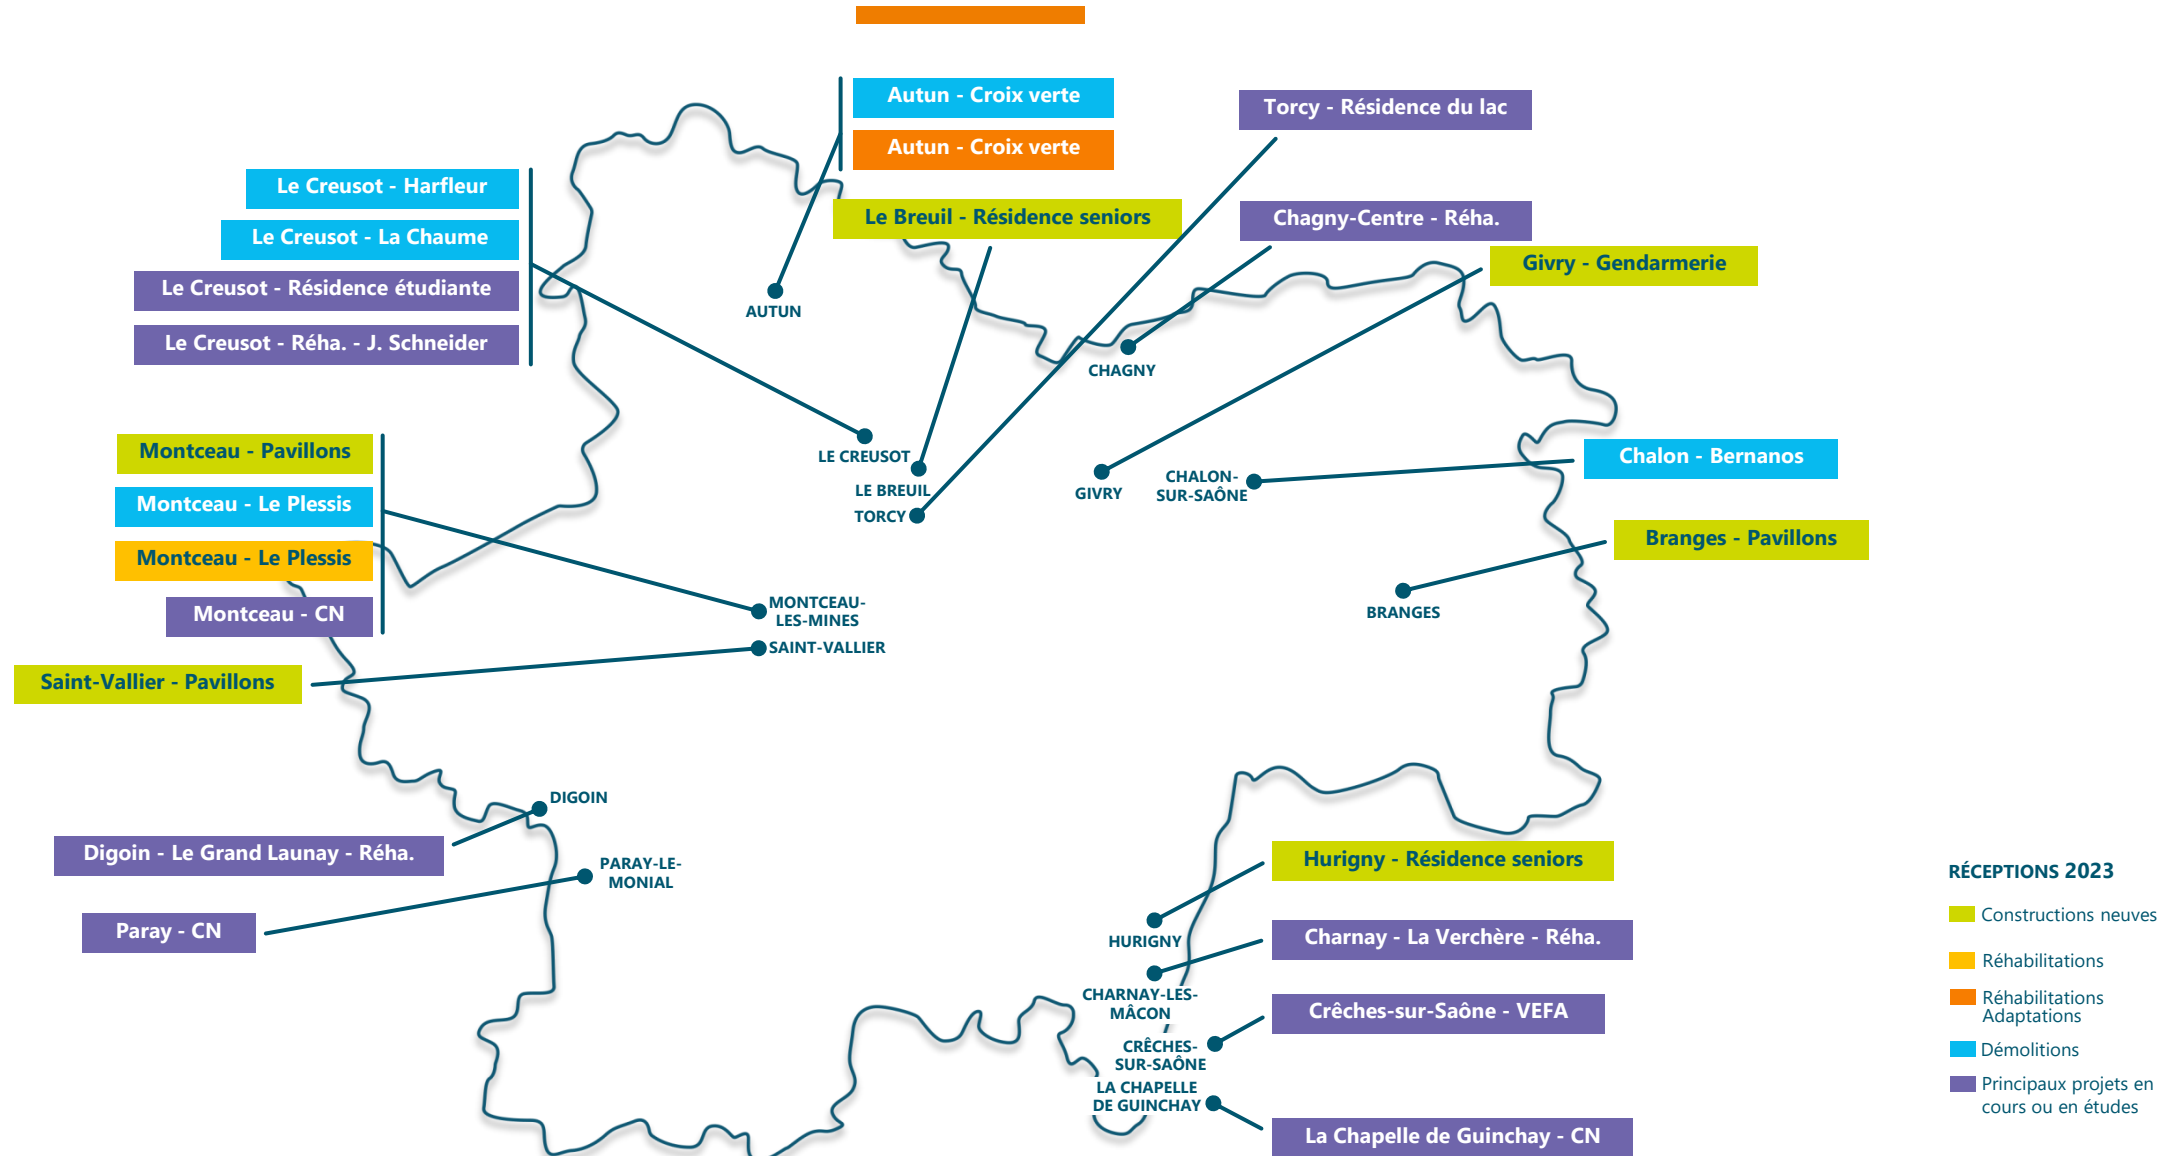 Autun - Croix verte
Autun - Croix verte
Torcy - Résidence du lac
Le Creusot - Harfleur
Le Creusot - La Chaume
Le Creusot - Résidence étudiante
Le Creusot - Réha. - J. Schneider
Le Breuil - Résidence seniors
Chagny-Centre - Réha.
Givry - Gendarmerie
AUTUN
CHAGNY
LE CREUSOT
LE BREUIL
TORCY
GIVRY
CHALON-
SUR-SAÔNE
Chalon - Bernanos
Branges - Pavillons
BRANGES
Montceau - Pavillons
Montceau - Le Plessis
Montceau - Le Plessis
Montceau - CN
MONTCEAU-
LES-MINES
SAINT-VALLIER
Saint-Vallier - Pavillons
DIGOIN
Digoin - Le Grand Launay - Réha.
PARAY-LE-
MONIAL
Paray - CN
Hurigny - Résidence seniors
HURIGNY
Charnay - La Verchère - Réha.
CHARNAY-LES-
MÂCON
Crêches-sur-Saône - VEFA
CRÊCHES-
SUR-SAÔNE
LA CHAPELLE
DE GUINCHAY
La Chapelle de Guinchay - CN
RÉCEPTIONS 2023
Constructions neuves
Réhabilitations
Réhabilitations
Adaptations
Démolitions
Principaux projets en
cours ou en études